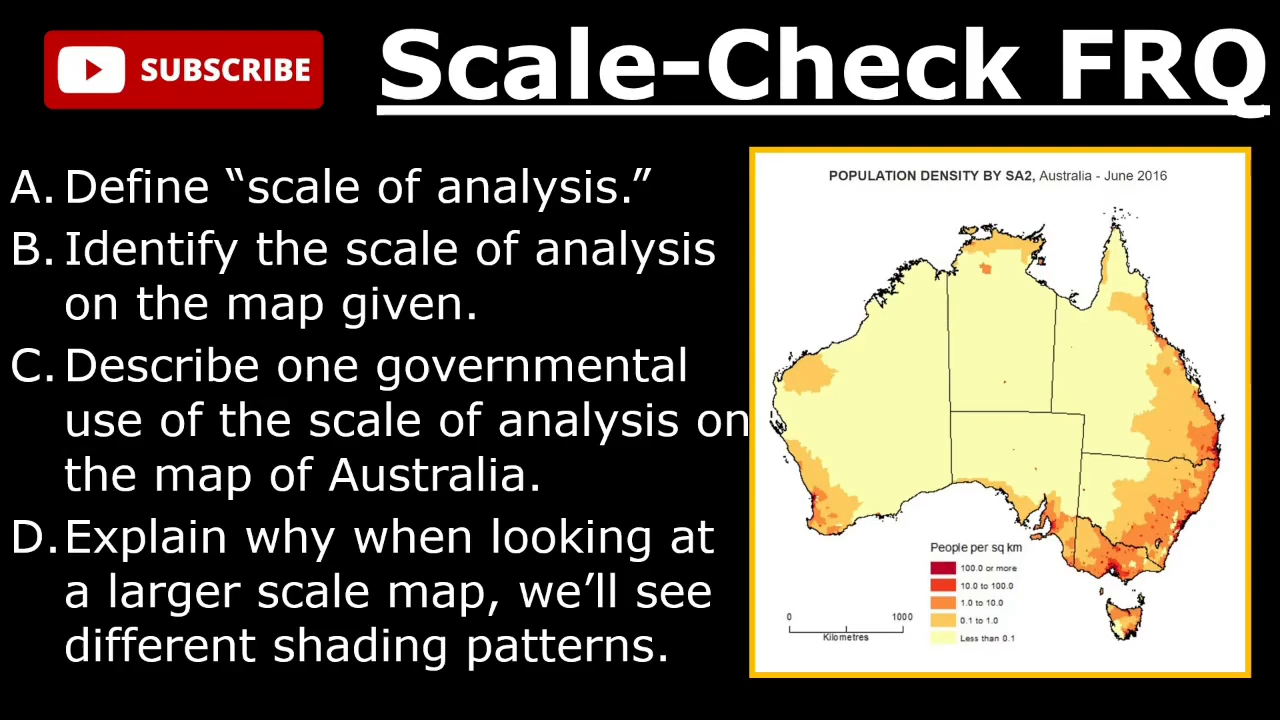 SUBSCRIBE
Scale-Check FRQ
A. Define “scale of analysis.”
B. Identify the scale of analysis
on the map given.
C. Describe one governmental
use of the scale of analysis on
the map of Australia.
D. Explain why when looking at
a larger scale map, we’ll see
different shading patterns.
POPULATION DENSITY BY SA2, Australia - June 2016
People per sq km
100.0 or more
10.0 to 100.0
1.0 to 10.0
0.1 to 1.0
Less than 0.1
0 1000
Kilometres